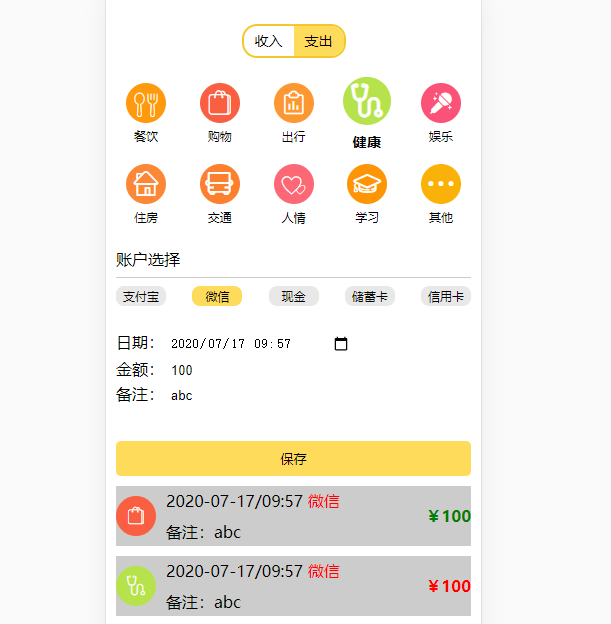 收入 支出
餐饮 购物 出行 健康 娱乐
住房 交通 人情 学习 其他
账户选择
支付宝 微信 现金 储蓄卡 信用卡
日期： 2020/07/17 09:57
金额： 100
备注： abc
保存
2020-07-17/09:57 微信
￥100
备注：abc
2020-07-17/09:57 微信
￥100
备注：abc